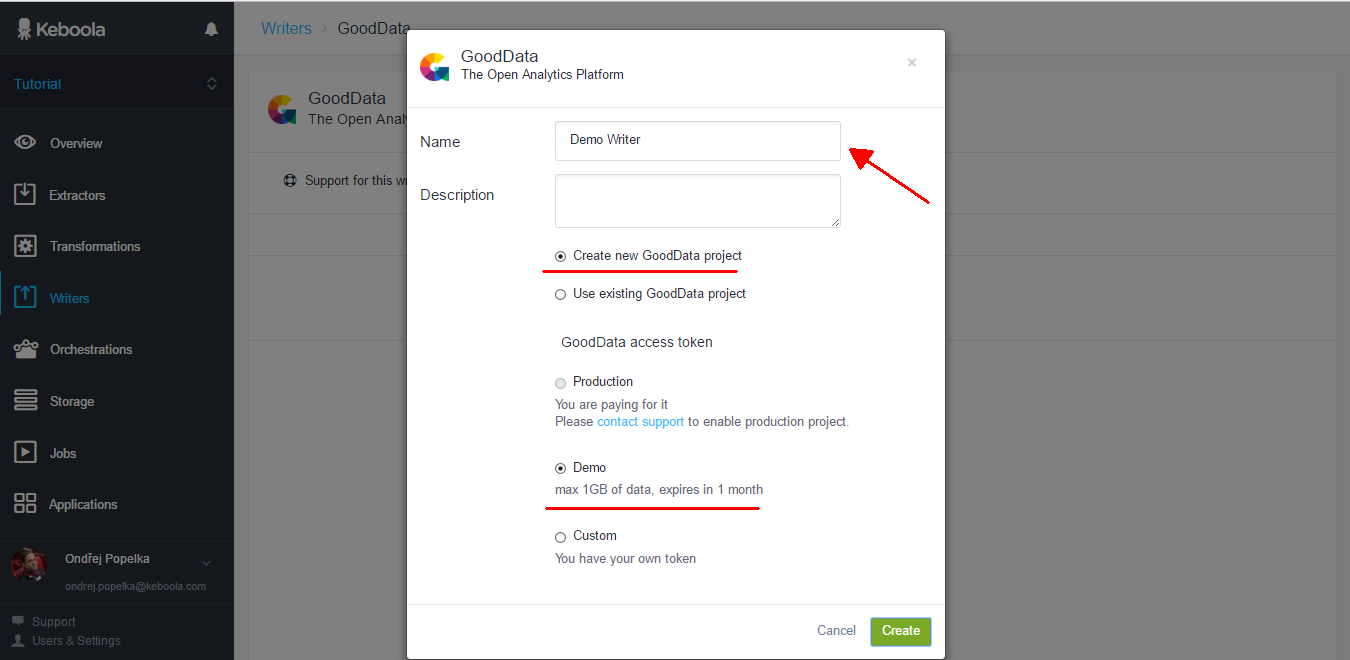 Keboola
Tutorial
Overview
Extractors
Transformations
Writers
Orchestrations
Storage
Jobs
Applications
Ondřej Popelka
ondrej.popelka@keboola.com
Support
Users & Settings
Writers > GoodData
GoodData
The Open Analy
Support for this wr
GoodData
The Open Analytics Platform
×
Name
Demo Writer
Description
Create new GoodData project
Use existing GoodData project
GoodData access token
Production
You are paying for it
Please contact support to enable production project.
Demo
max 1GB of data, expires in 1 month
Custom
You have your own token
Cancel
Create